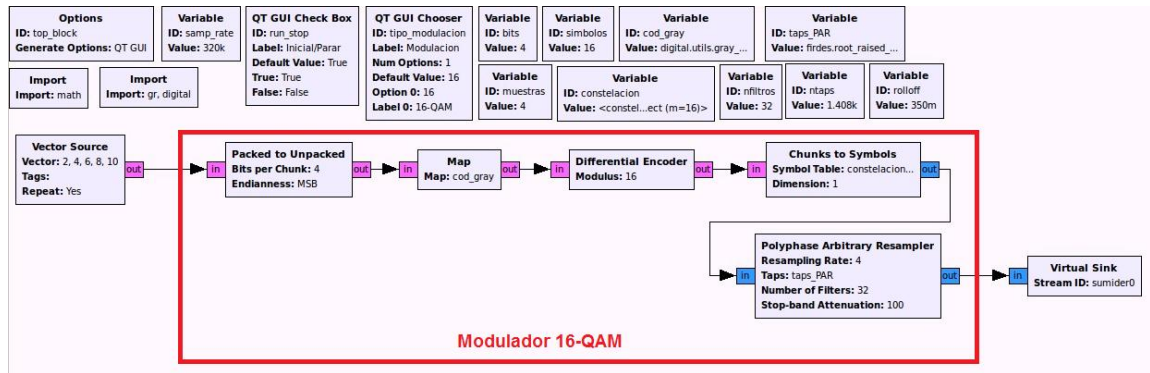 Options
ID: top_block
Generate Options: QT GUI
Variable
ID: samp_rate
Value: 320k
QT GUI Check Box
ID: run_stop
Label: Inicial/Parar
Default Value: True
True: True
False: False
QT GUI Chooser
ID: tipo_modulacion
Label: Modulacion
Num Options: 1
Default Value: 16
Option 0: 16
Label 0: 16-QAM
Variable
ID: bits
Value: 4
Variable
ID: simbolos
Value: 16
Variable
ID: cod_gray
Value: digital.utils.gray_...
Variable
ID: taps_PAR
Value: firdes.root_raised_...
Import
Import: math
Import
Import: gr, digital
Variable
ID: muestras
Value: 4
Variable
ID: constelacion
Value: <constel...ect (m=16)>
Variable
ID: nfiltros
Value: 32
Variable
ID: ntaps
Value: 1.408k
Variable
ID: rolloff
Value: 350m
Vector Source
Vector: 2, 4, 6, 8, 10
Tags:
Repeat: Yes
out
in
Packed to Unpacked
Bits per Chunk: 4
Endianness: MSB
out
in
Map
Map: cod_gray
out
in
Differential Encoder
Modulus: 16
out
in
Chunks to Symbols
Symbol Table: constelacion...
Dimension: 1
out
in
Polyphase Arbitrary Resampler
Resampling Rate: 4
Taps: taps_PAR
Number of Filters: 32
Stop-band Attenuation: 100
out
in
Virtual Sink
Stream ID: sumider0
Modulador 16-QAM